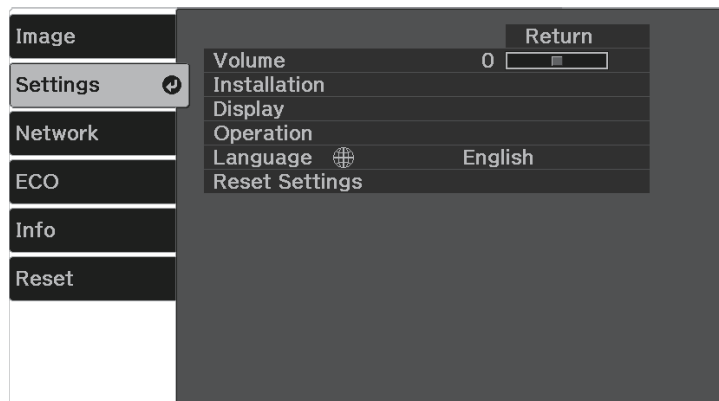 Image
Settings
Network
ECO
Info
Reset
Return
Volume 0
Installation
Display
Operation
Language English
Reset Settings